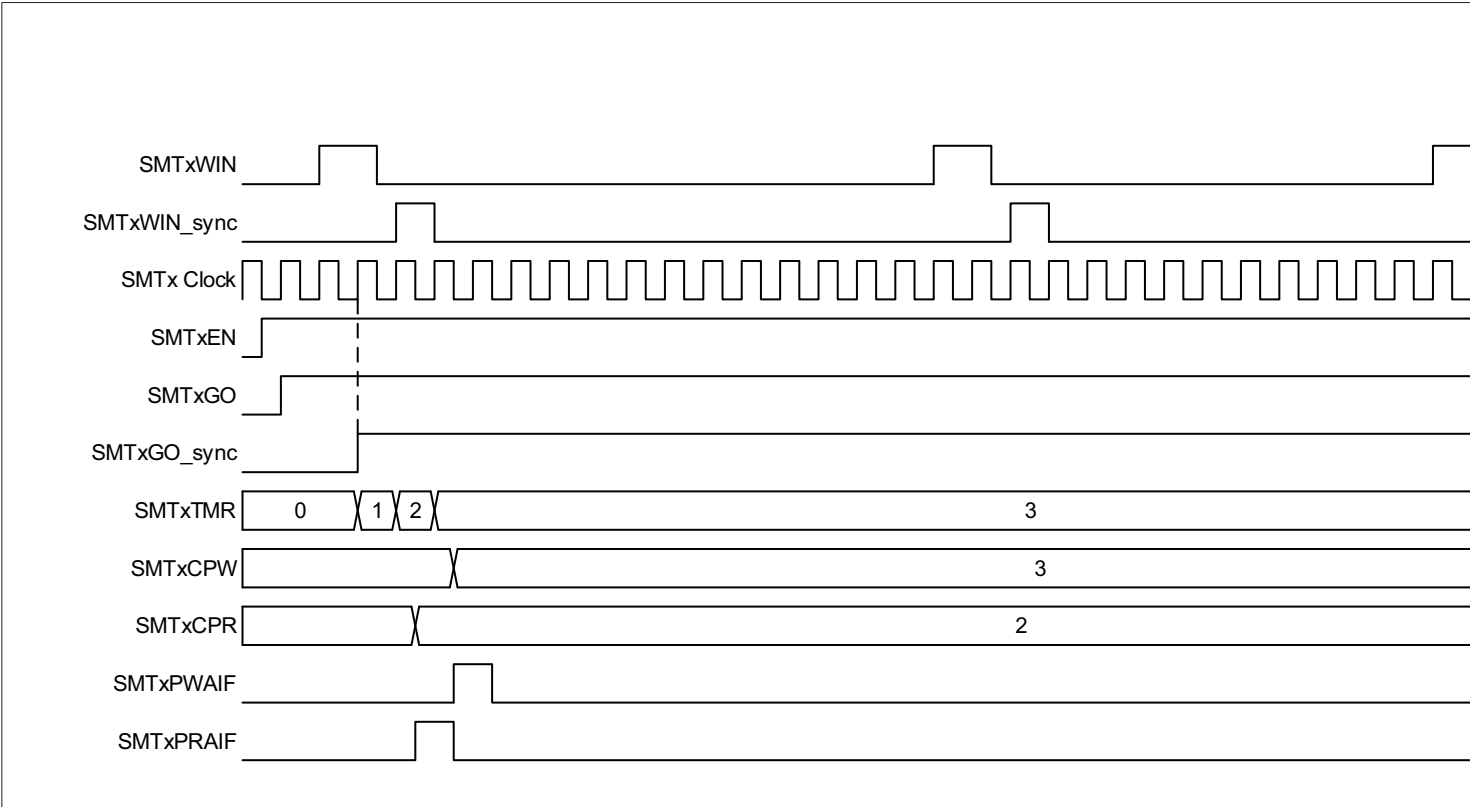 SMTxWIN
SMTxWIN_sync
SMTx Clock
SMTxEN
SMTxGO
SMTxGO_sync
SMTxTMR 0 1 2 3
SMTxCPW 3
SMTxCPR 2
SMTxPWAIF
SMTxPRAIF